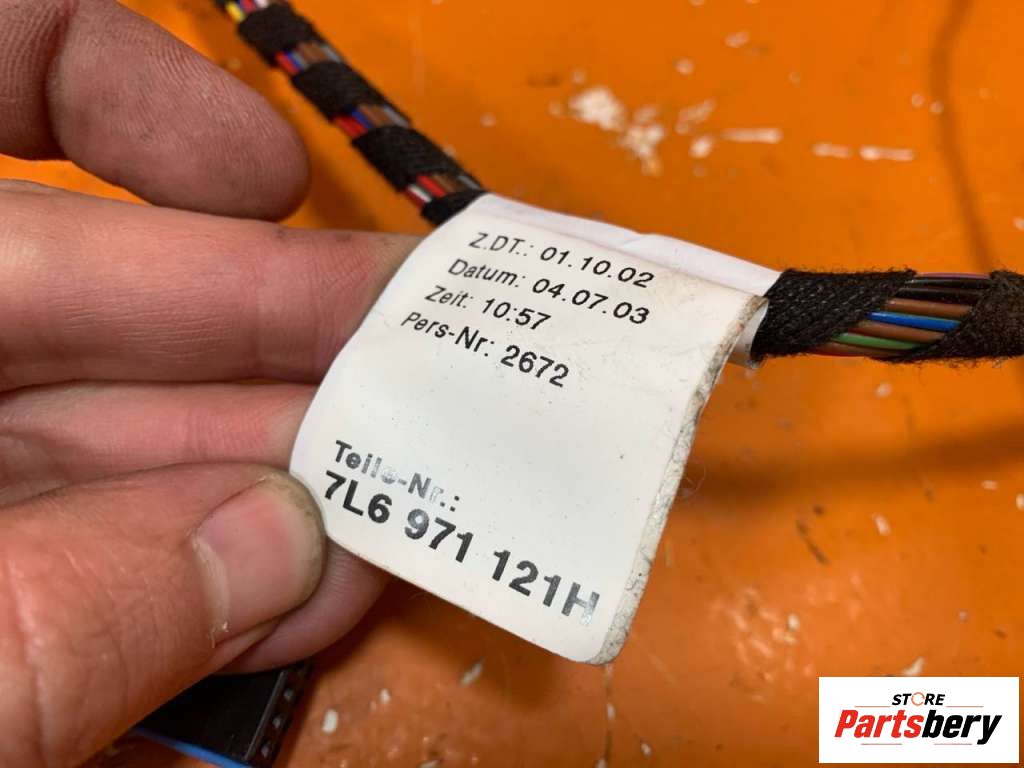 Z.DT.: 01.10.02
Datum: 04.07.03
Zeit: 10:57
Pers-Nr: 2672
Teile-Nr.:
7L6 971 121H
STORE
Partsbery